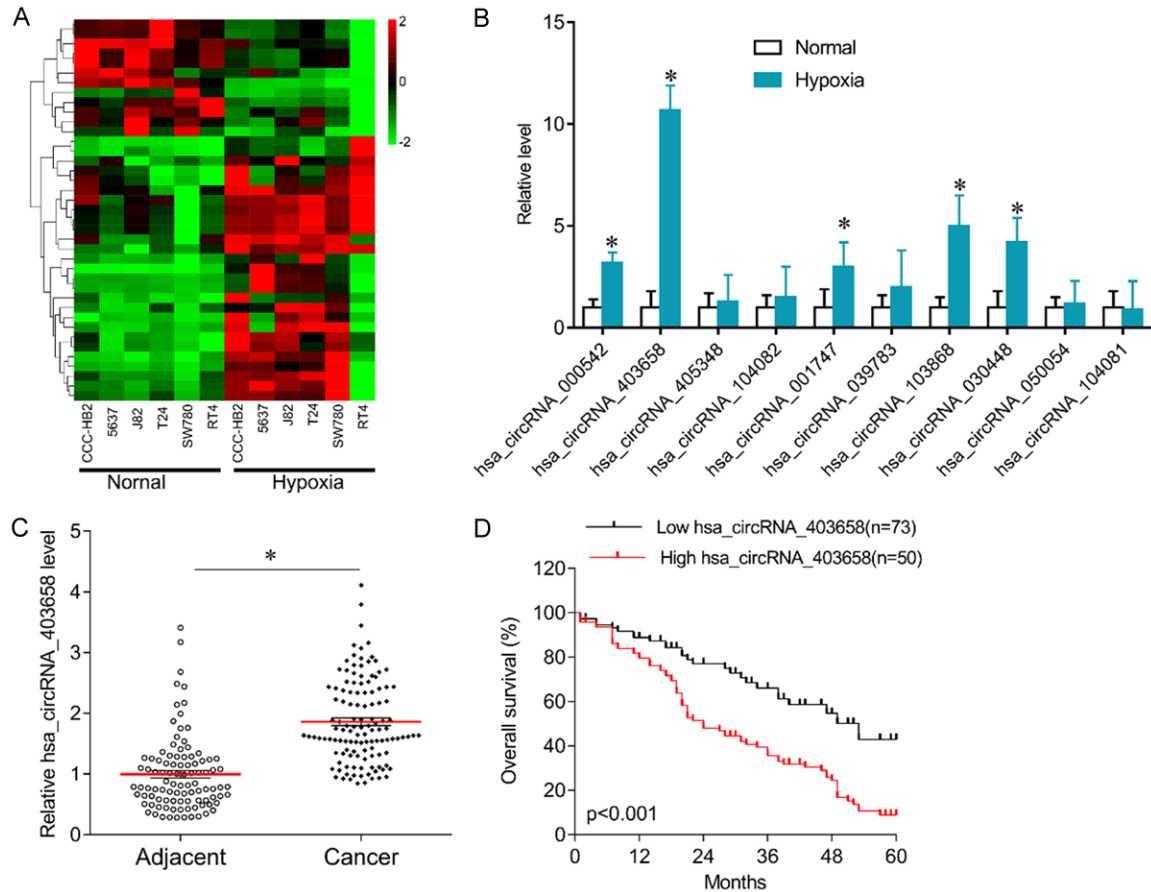 A
2
0
-2
CCC-HB2
5637
J82
T24
SW780
RT4
CCC-HB2
5637
J82
T24
SW780
RT4
Nornal
Hypoxia
B
Normal
Hypoxia
Relative level
15
10
5
0
*
*
*
*
*
hsa_circRNA_000542
hsa_circRNA_403658
hsa_circRNA_405348
hsa_circRNA_104082
hsa_circRNA_001747
hsa_circRNA_039783
hsa_circRNA_103868
hsa_circRNA_030448
hsa_circRNA_050054
hsa_circRNA_104081
C
Relative hsa_circRNA_403658 level
5
4
3
2
1
0
*
Adjacent
Cancer
D
Low hsa_circRNA_403658(n=73)
High hsa_circRNA_403658(n=50)
Overall survival (%)
120
100
80
60
40
20
0
p<0.001
0
12
24
36
48
60
Months